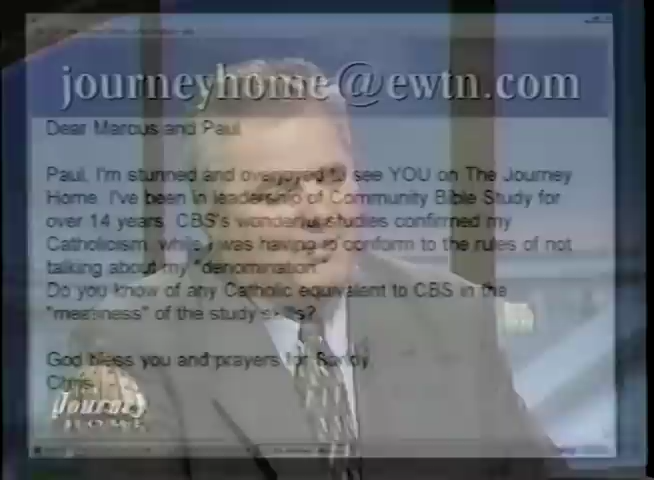 journeyhome@ewtn.com
Dear Marcus and Paul
Paul, I'm stunned and overjoyed to see YOU on The Journey
Home. I've been in leadership of Community Bible Study for
over 14 years. CBS's wonderful studies confirmed my
Catholicism, while I was having to conform to the rules of not
talking about my "denomination."
Do you know of any Catholic equivalent to CBS in the
"meatiness" of the study
God bless you and prayers for
Chris
Journey
HOME